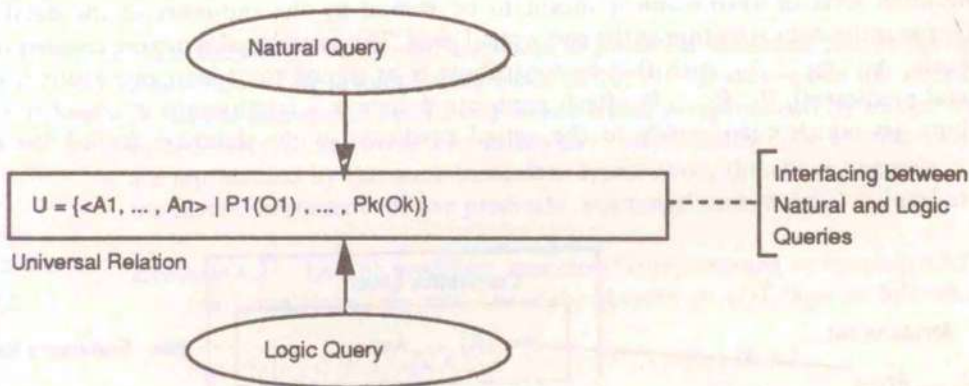 Natural Query
U = {<A1, ..., An> | P1(O1) , ... , Pk(Ok)}
Interfacing between
Natural and Logic
Queries
Universal Relation
Logic Query